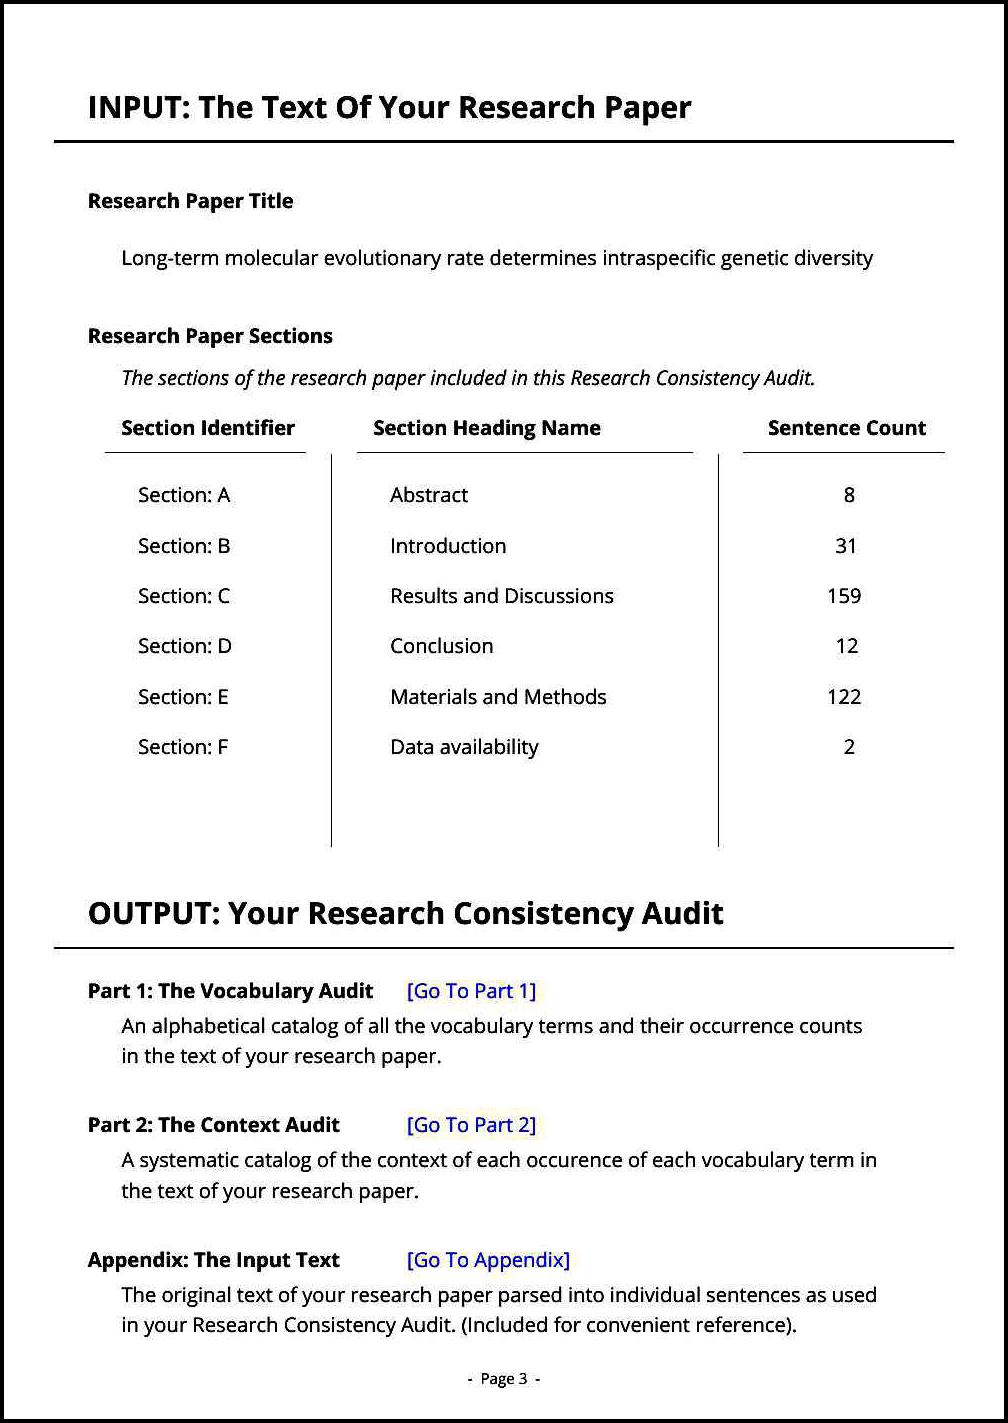 INPUT: The Text Of Your Research Paper
Research Paper Title
Long-term molecular evolutionary rate determines intraspecific genetic diversity
Research Paper Sections
The sections of the research paper included in this Research Consistency Audit.
Section Identifier Section Heading Name Sentence Count
Section: A Abstract 8
Section: B Introduction 31
Section: C Results and Discussions 159
Section: D Conclusion 12
Section: E Materials and Methods 122
Section: F Data availability 2
OUTPUT: Your Research Consistency Audit
Part 1: The Vocabulary Audit [Go To Part 1]
An alphabetical catalog of all the vocabulary terms and their occurrence counts
in the text of your research paper.
Part 2: The Context Audit [Go To Part 2]
A systematic catalog of the context of each occurence of each vocabulary term in
the text of your research paper.
Appendix: The Input Text [Go To Appendix]
The original text of your research paper parsed into individual sentences as used
in your Research Consistency Audit. (Included for convenient reference).
- Page 3 -